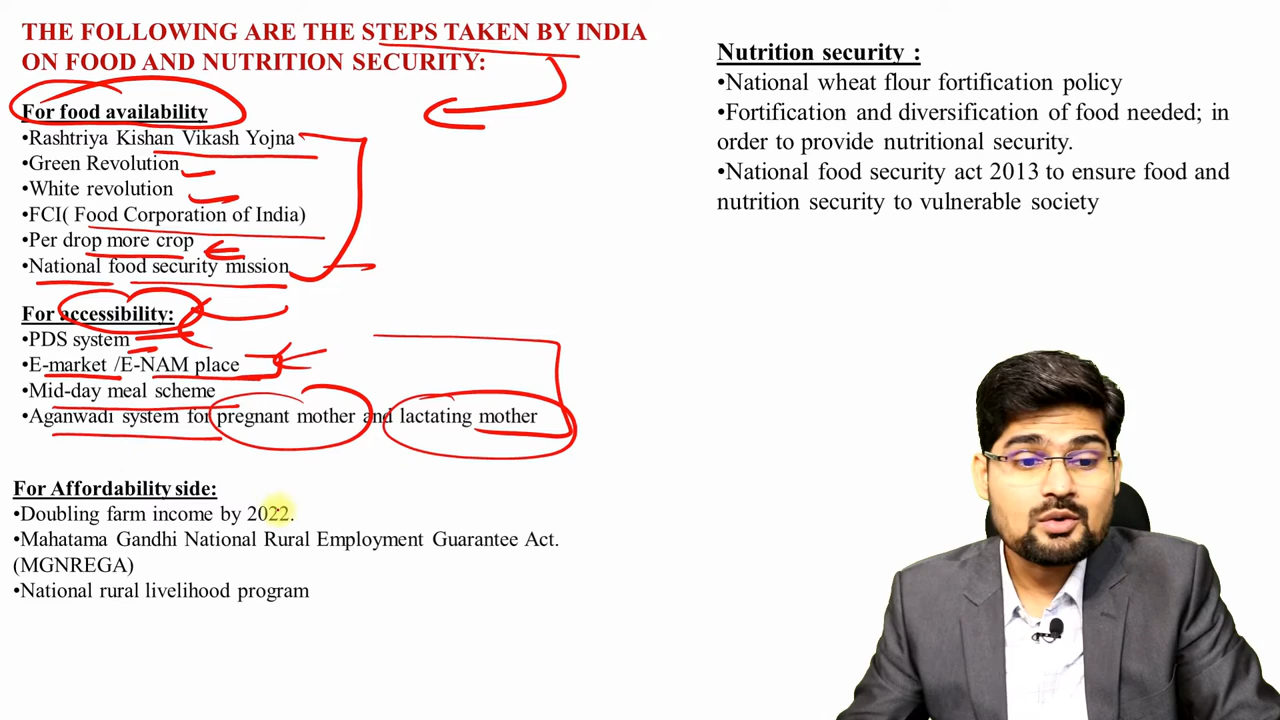 THE FOLLOWING ARE THE STEPS TAKEN BY INDIA
ON FOOD AND NUTRITION SECURITY:
For food availability
•Rashtriya Kishan Vikash Yojna
•Green Revolution
•White revolution
•FCI( Food Corporation of India)
•Per drop more crop
•National food security mission
For accessibility:
•PDS system
•E-market /E-NAM place
•Mid-day meal scheme
•Aganwadi system for pregnant mother and lactating mother
For Affordability side:
•Doubling farm income by 2022.
•Mahatama Gandhi National Rural Employment Guarantee Act.
(MGNREGA)
•National rural livelihood program
Nutrition security :
•National wheat flour fortification policy
•Fortification and diversification of food needed; in
order to provide nutritional security.
•National food security act 2013 to ensure food and
nutrition security to vulnerable society